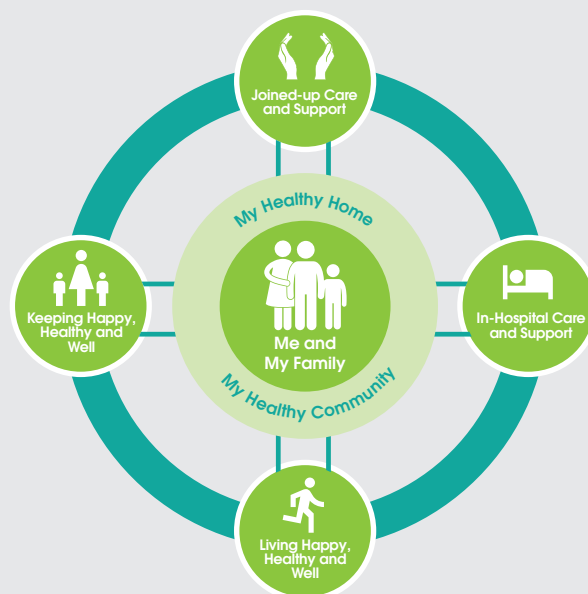 Joined-up Care
and Support
My Healthy Home
Keeping Happy,
Healthy and
Well
Me and
My Family
In-Hospital Care
and Support
My Healthy Community
Living Happy,
Healthy and
Well